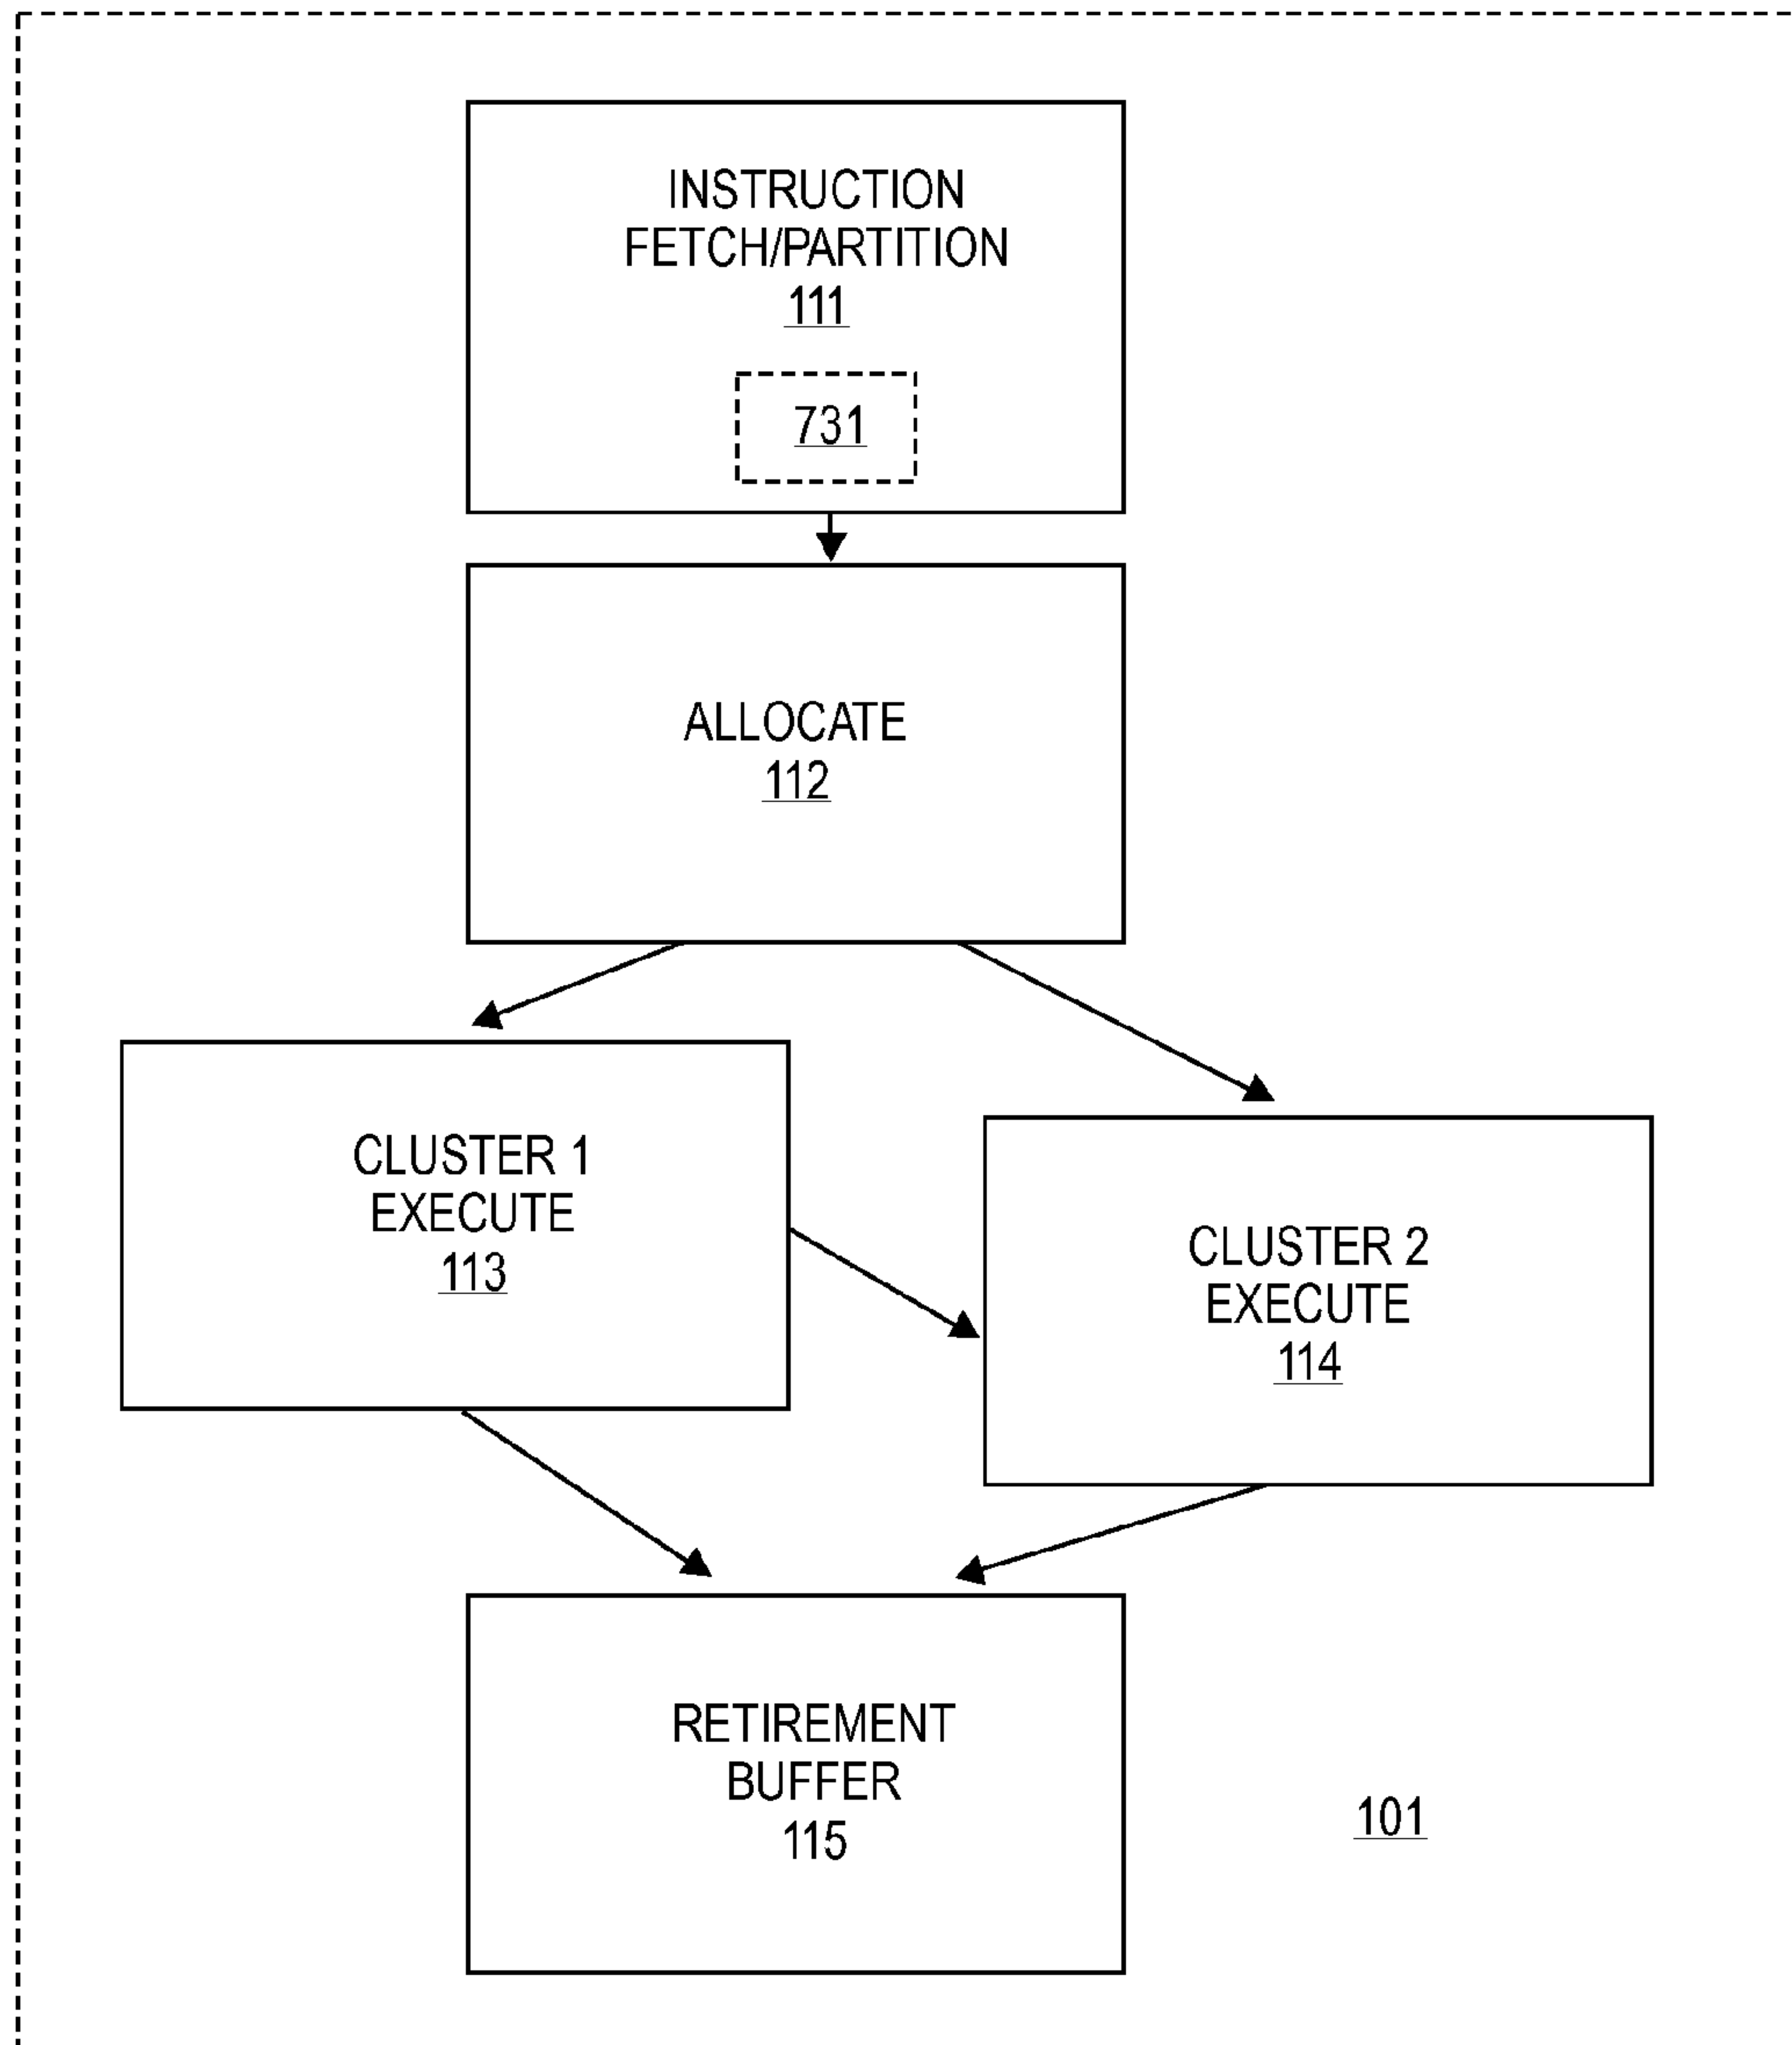 INSTRUCTION
FETCH/PARTITION
111
731
ALLOCATE
112
CLUSTER 1
EXECUTE
113
CLUSTER 2
EXECUTE
114
RETIREMENT
BUFFER
115
101